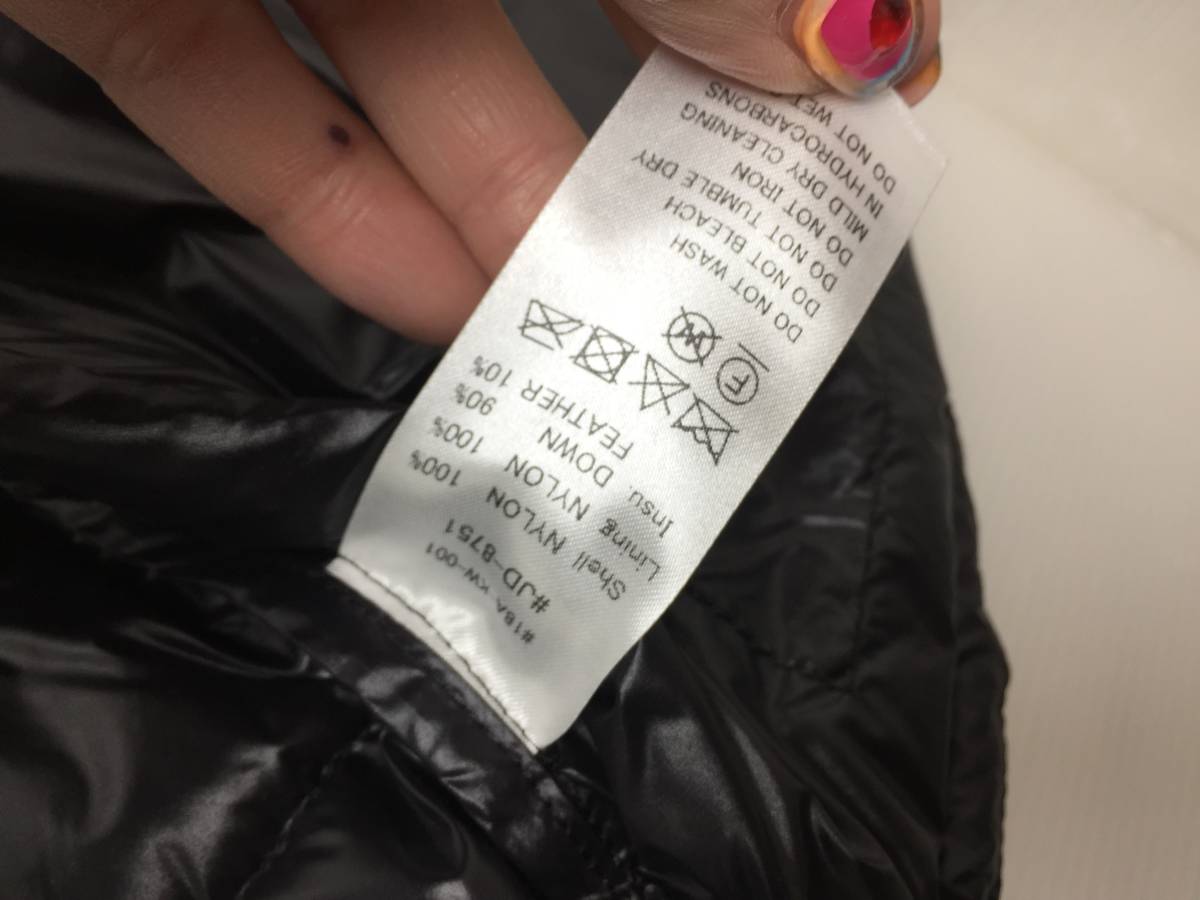 #18A KW-001
#JD-8751
Shell NYLON 100%
Lining NYLON 100%
Insu. DOWN 90%
FEATHER 10%
F W
DO NOT WASH
DO NOT BLEACH
DO NOT TUMBLE DRY
DO NOT IRON
MILD DRY CLEANING
IN HYDROCARBONS
DO NOT WET